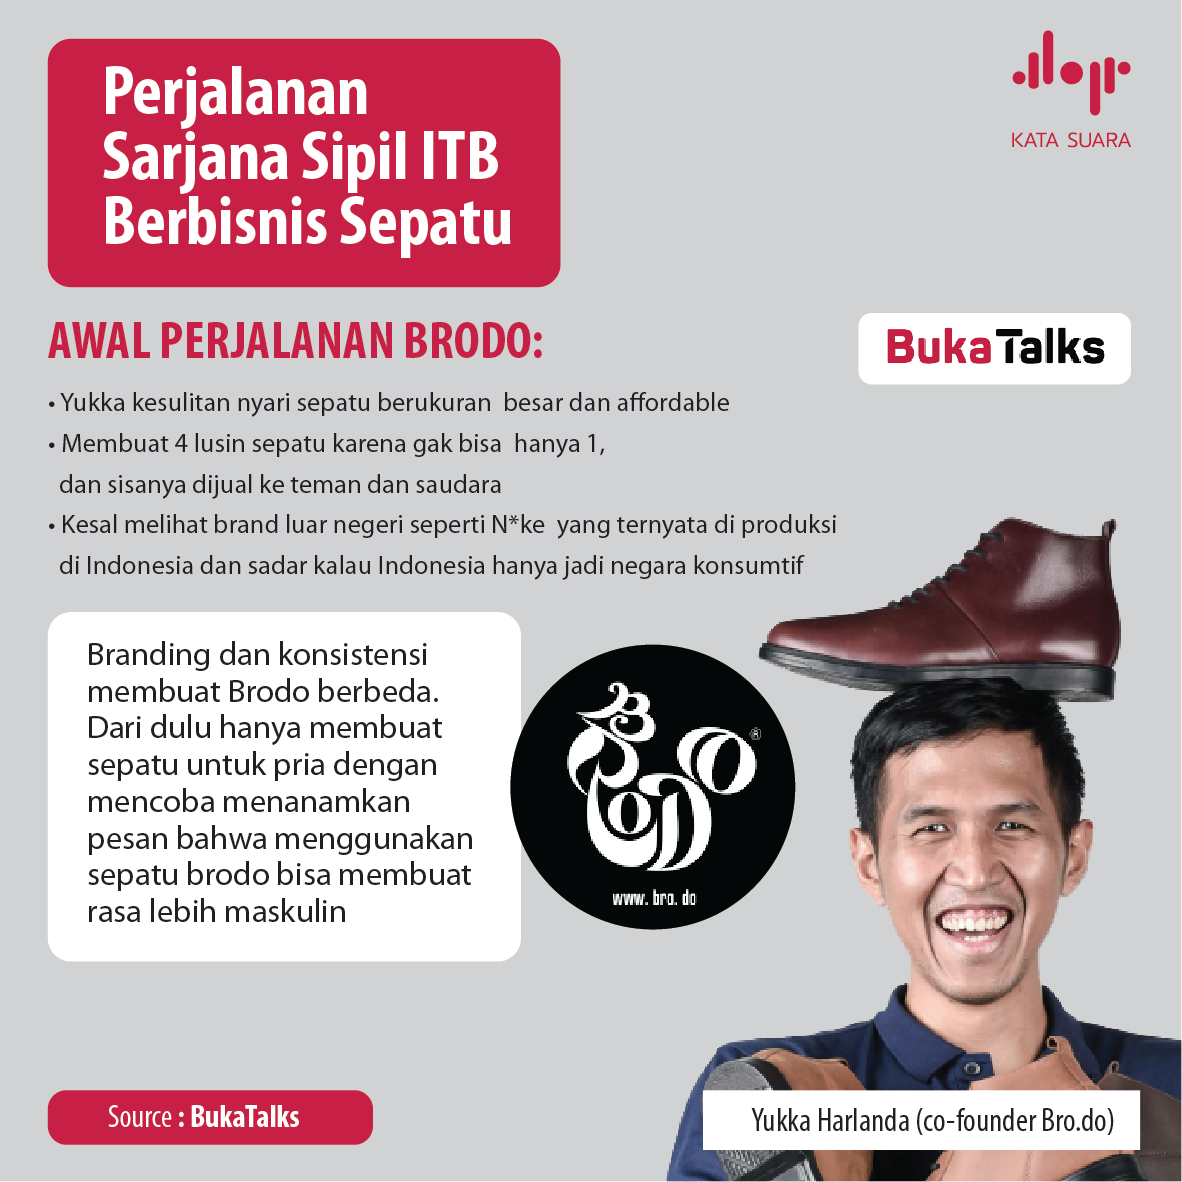 Perjalanan
Sarjana Sipil ITB
Berbisnis Sepatu
KATA SUARA
AWAL PERJALANAN BRODO:
BukaTalks
• Yukka kesulitan nyari sepatu berukuran besar dan affordable
• Membuat 4 lusin sepatu karena gak bisa hanya 1,
dan sisanya dijual ke teman dan saudara
• Kesal melihat brand luar negeri seperti N*ke yang ternyata di produksi
di Indonesia dan sadar kalau Indonesia hanya jadi negara konsumtif
Branding dan konsistensi
membuat Brodo berbeda.
Dari dulu hanya membuat
sepatu untuk pria dengan
mencoba menanamkan
pesan bahwa menggunakan
sepatu brodo bisa membuat
rasa lebih maskulin
BRODO®
www. bro. do
Source : BukaTalks
Yukka Harlanda (co-founder Bro.do)